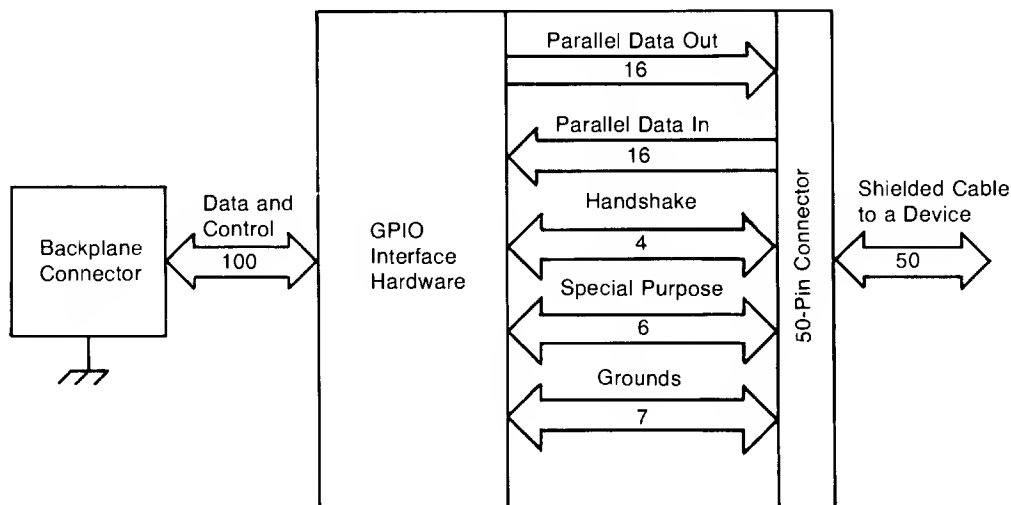 Backplane
Connector
Data and
Control
100
GPIO
Interface
Hardware
Parallel Data Out
16
Parallel Data In
16
Handshake
4
Special Purpose
6
Grounds
7
50-Pin Connector
Shielded Cable
to a Device
50